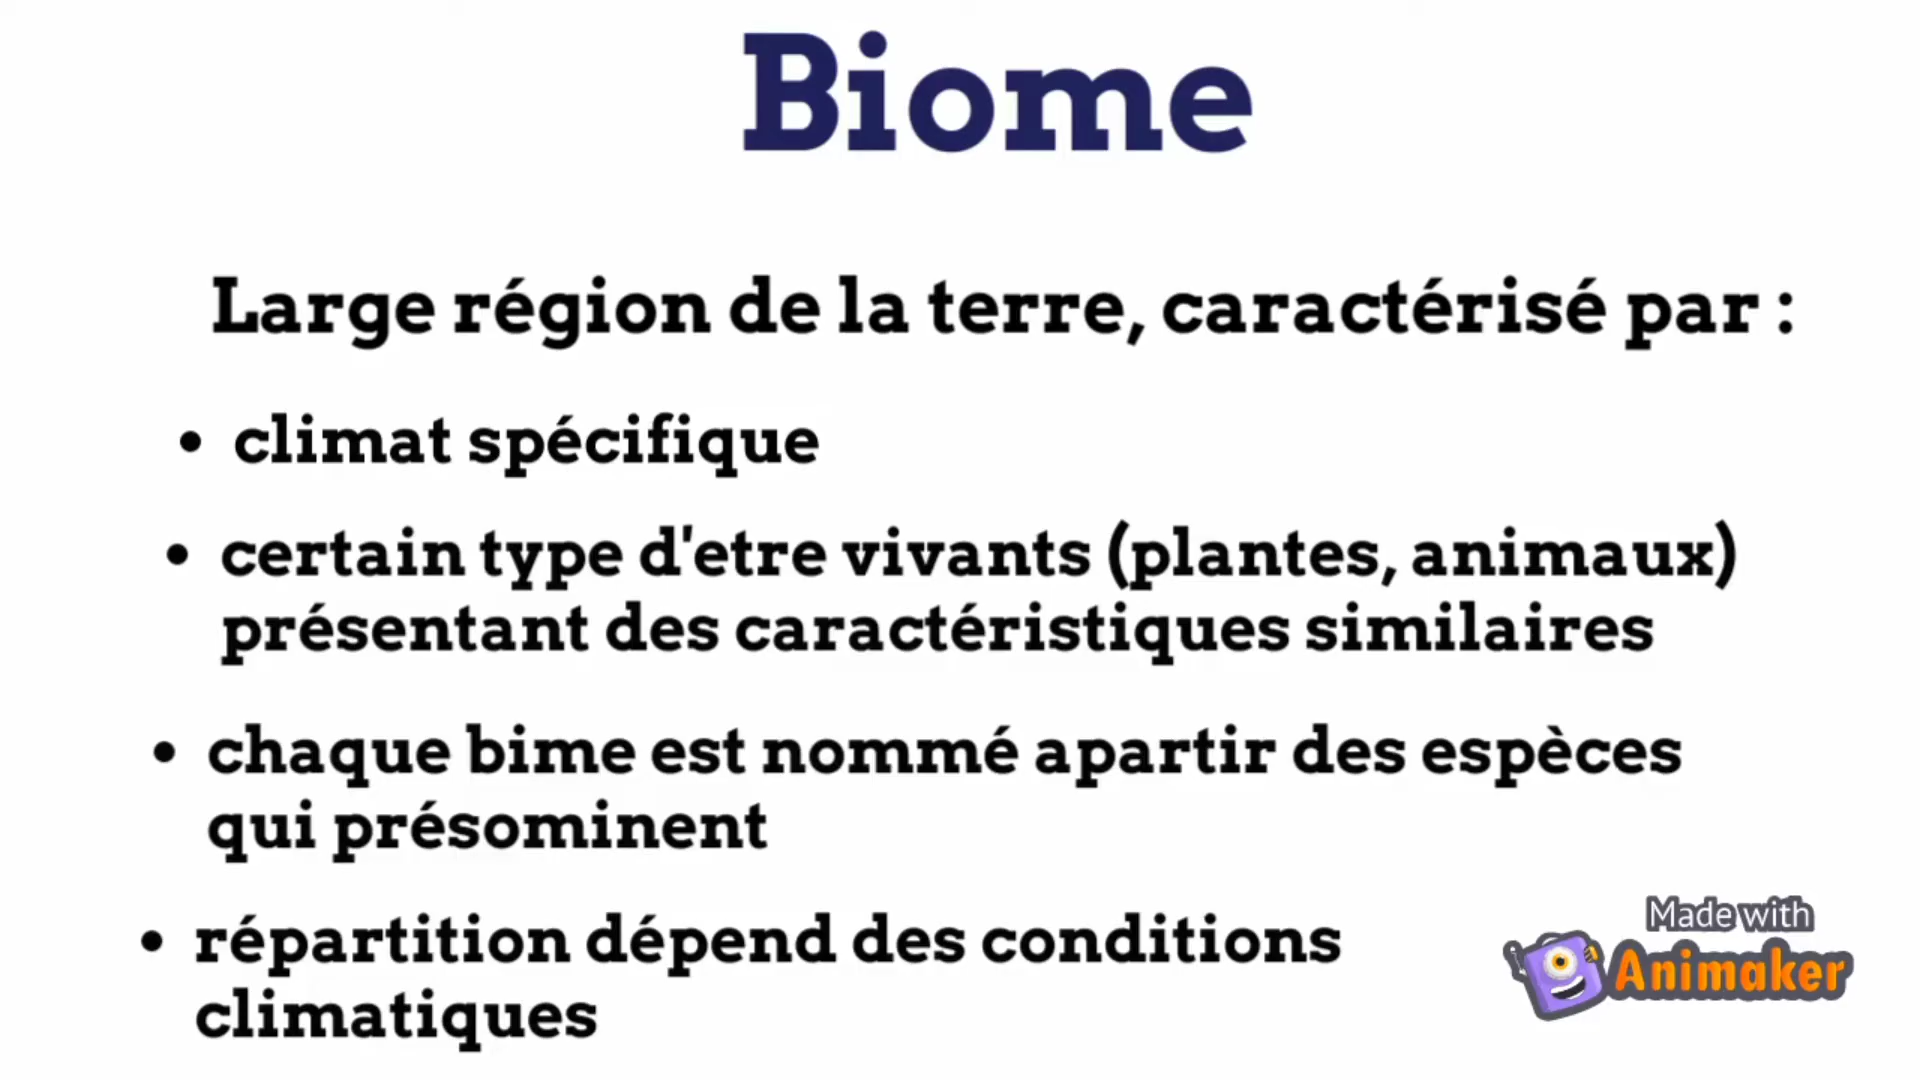 Biome
Large région de la terre, caractérisé par :
• climat spécifique
• certain type d'etre vivants (plantes, animaux)
présentant des caractéristiques similaires
• chaque bime est nommé apartir des espèces
qui présominent
• répartition dépend des conditions
climatiques
Made with
Animaker